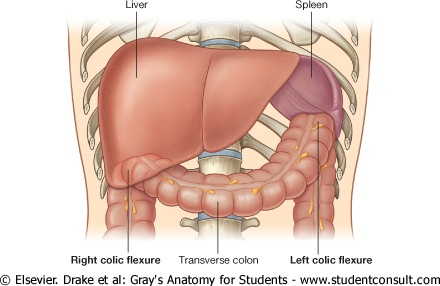 Liver
Spleen
Right colic flexure
Transverse colon
Left colic flexure
© Elsevier. Drake et al: Gray's Anatomy for Students - www.studentconsult.com